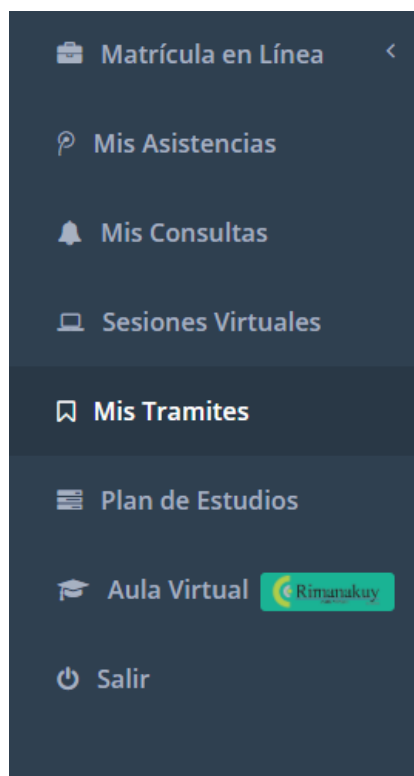 Matrícula en Línea
Mis Asistencias
Mis Consultas
Sesiones Virtuales
Mis Tramites
Plan de Estudios
Aula Virtual Rimanakuy
Salir